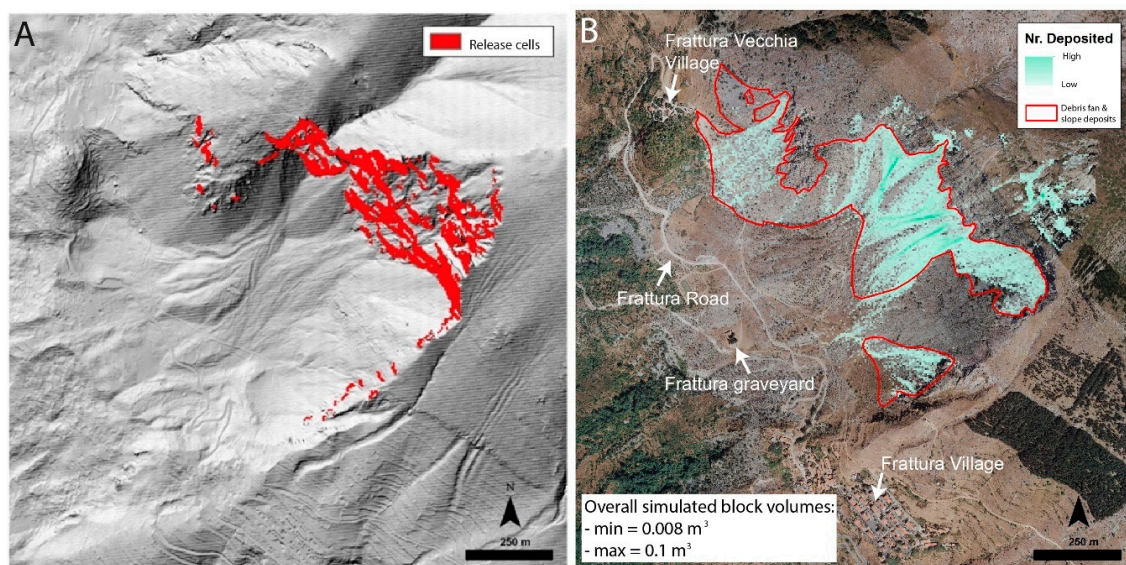 A
Release cells
N
250 m
B
Frattura Vecchia
Village
Nr. Deposited
High
Low
Debris fan &
slope deposits
Frattura Road
Frattura graveyard
Frattura Village
Overall simulated block volumes:
- min = 0.008 m³
- max = 0.1 m³
N
250 m